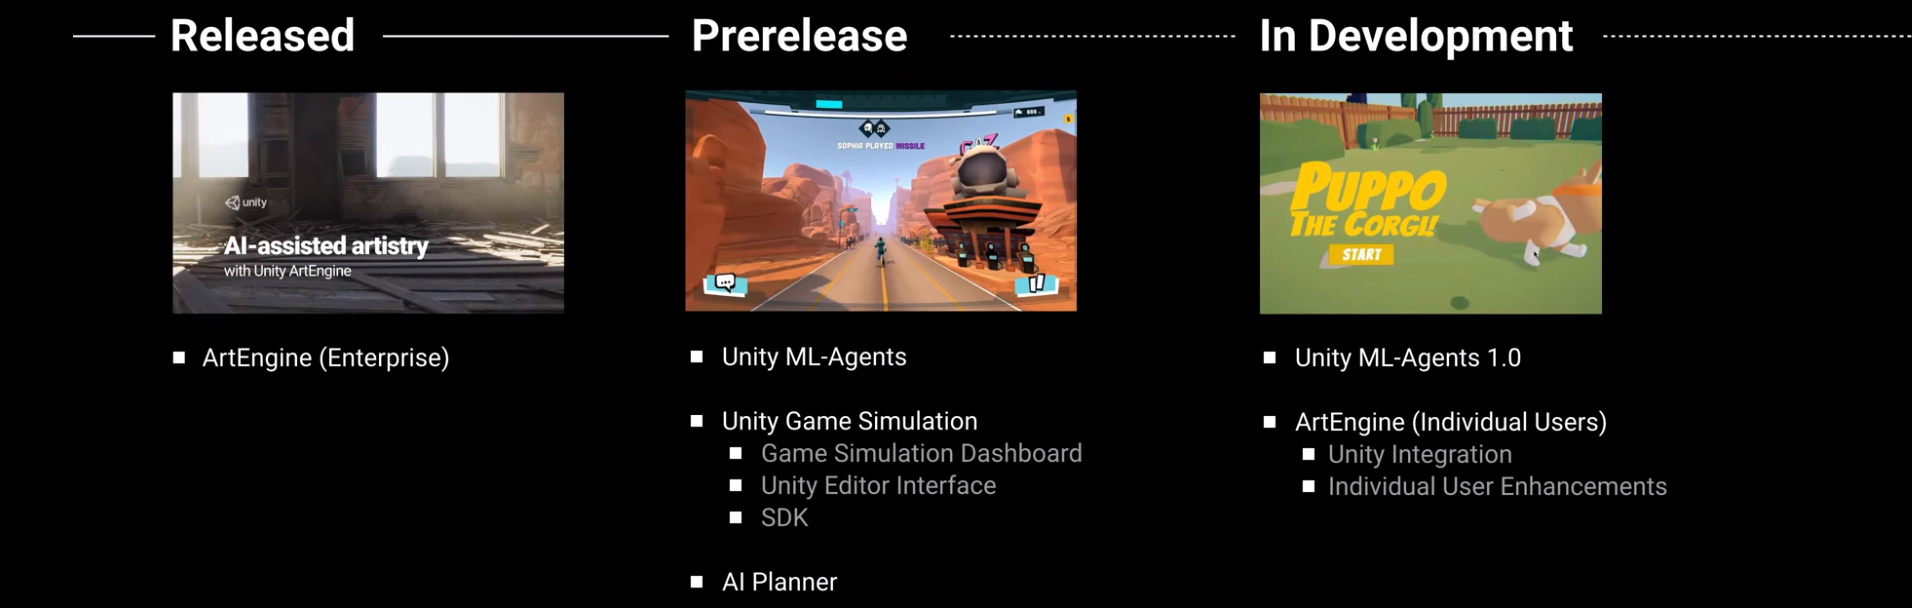 Released
Prerelease
In Development
unity
AI-assisted artistry
with Unity ArtEngine
SOPHIA PLAYED MISSILE
PUPPO
THE CORGI!
START
ArtEngine (Enterprise)
Unity ML-Agents
Unity Game Simulation
Game Simulation Dashboard
Unity Editor Interface
SDK
AI Planner
Unity ML-Agents 1.0
ArtEngine (Individual Users)
Unity Integration
Individual User Enhancements